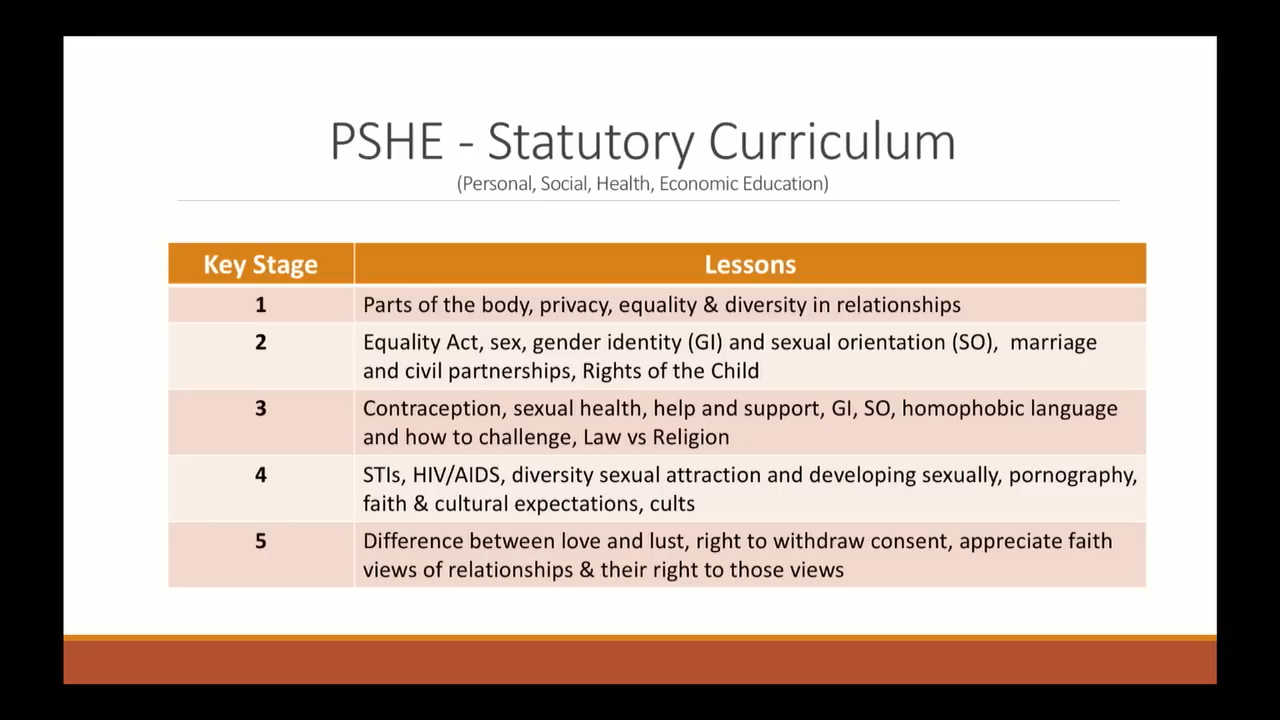 PSHE - Statutory Curriculum
(Personal, Social, Health, Economic Education)
Key Stage Lessons
1 Parts of the body, privacy, equality & diversity in relationships
2 Equality Act, sex, gender identity (GI) and sexual orientation (SO), marriage
and civil partnerships, Rights of the Child
3 Contraception, sexual health, help and support, GI, SO, homophobic language
and how to challenge, Law vs Religion
4 STIs, HIV/AIDS, diversity sexual attraction and developing sexually, pornography,
faith & cultural expectations, cults
5 Difference between love and lust, right to withdraw consent, appreciate faith
views of relationships & their right to those views